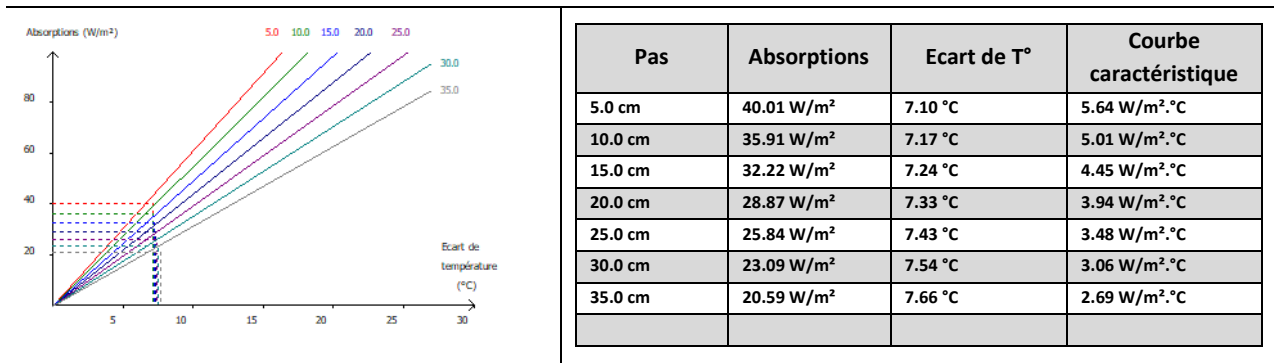 Absorptions (W/m²)
5.0 10.0 15.0 20.0 25.0
30.0
35.0
80
60
40
20
Ecart de
température
(°C)
5 10 15 20 25 30
Pas Absorptions Ecart de T° Courbe
caractéristique
5.0 cm 40.01 W/m² 7.10 °C 5.64 W/m².°C
10.0 cm 35.91 W/m² 7.17 °C 5.01 W/m².°C
15.0 cm 32.22 W/m² 7.24 °C 4.45 W/m².°C
20.0 cm 28.87 W/m² 7.33 °C 3.94 W/m².°C
25.0 cm 25.84 W/m² 7.43 °C 3.48 W/m².°C
30.0 cm 23.09 W/m² 7.54 °C 3.06 W/m².°C
35.0 cm 20.59 W/m² 7.66 °C 2.69 W/m².°C